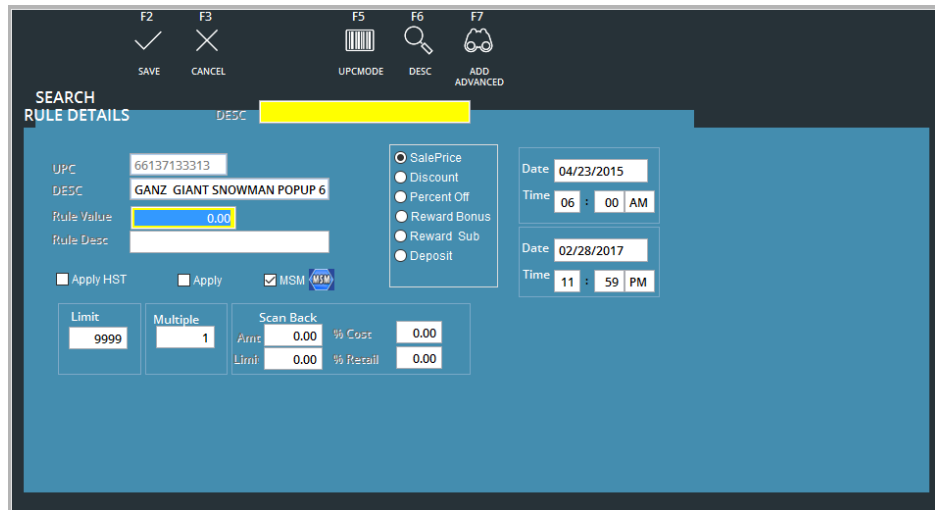 F2 F3 F5 F6 F7
SAVE CANCEL UPCMODE DESC ADD ADVANCED
SEARCH
RULE DETAILS DESC
UPC 66137133313
DESC GANZ GIANT SNOWMAN POPUP 6
Rule Value 0.00
Rule Desc
Apply HST Apply MSM MSM
SalePrice
Discount
Percent Off
Reward Bonus
Reward Sub
Deposit
Date 04/23/2015
Time 06 : 00 AM
Date 02/28/2017
Time 11 : 59 PM
Limit
9999
Multiple
1
Scan Back
Amt 0.00 % Cost 0.00
Limit 0.00 % Retail 0.00